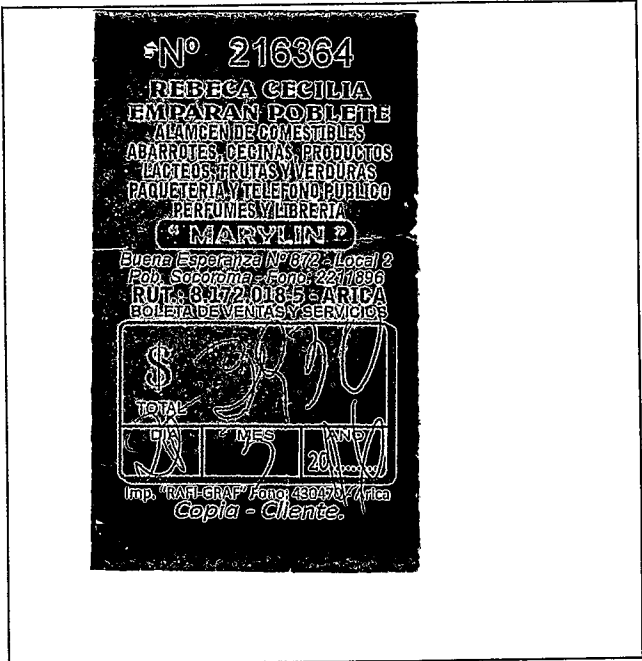 Nº 216364
REBECA CECILIA
EMPARAN POBLETE
ALAMCEN DE COMESTIBLES
ABARROTES, CECINAS, PRODUCTOS
LACTEOS, FRUTAS Y VERDURAS
PAQUETERIA Y TELEFONO PUBLICO
PERFUMES Y LIBRERIA
" MARYLIN "
Buena Esperanza Nº 872 - Local 2
Pob. Socoroma - Fono: 2211896
RUT.: 8.172.018-5 - ARICA
BOLETA DE VENTAS Y SERVICIOS
$
TOTAL
DIA MES AÑO
20.........
Imp. "RAFI-GRAF" Fono: 430470 - Arica
Copia - Cliente.